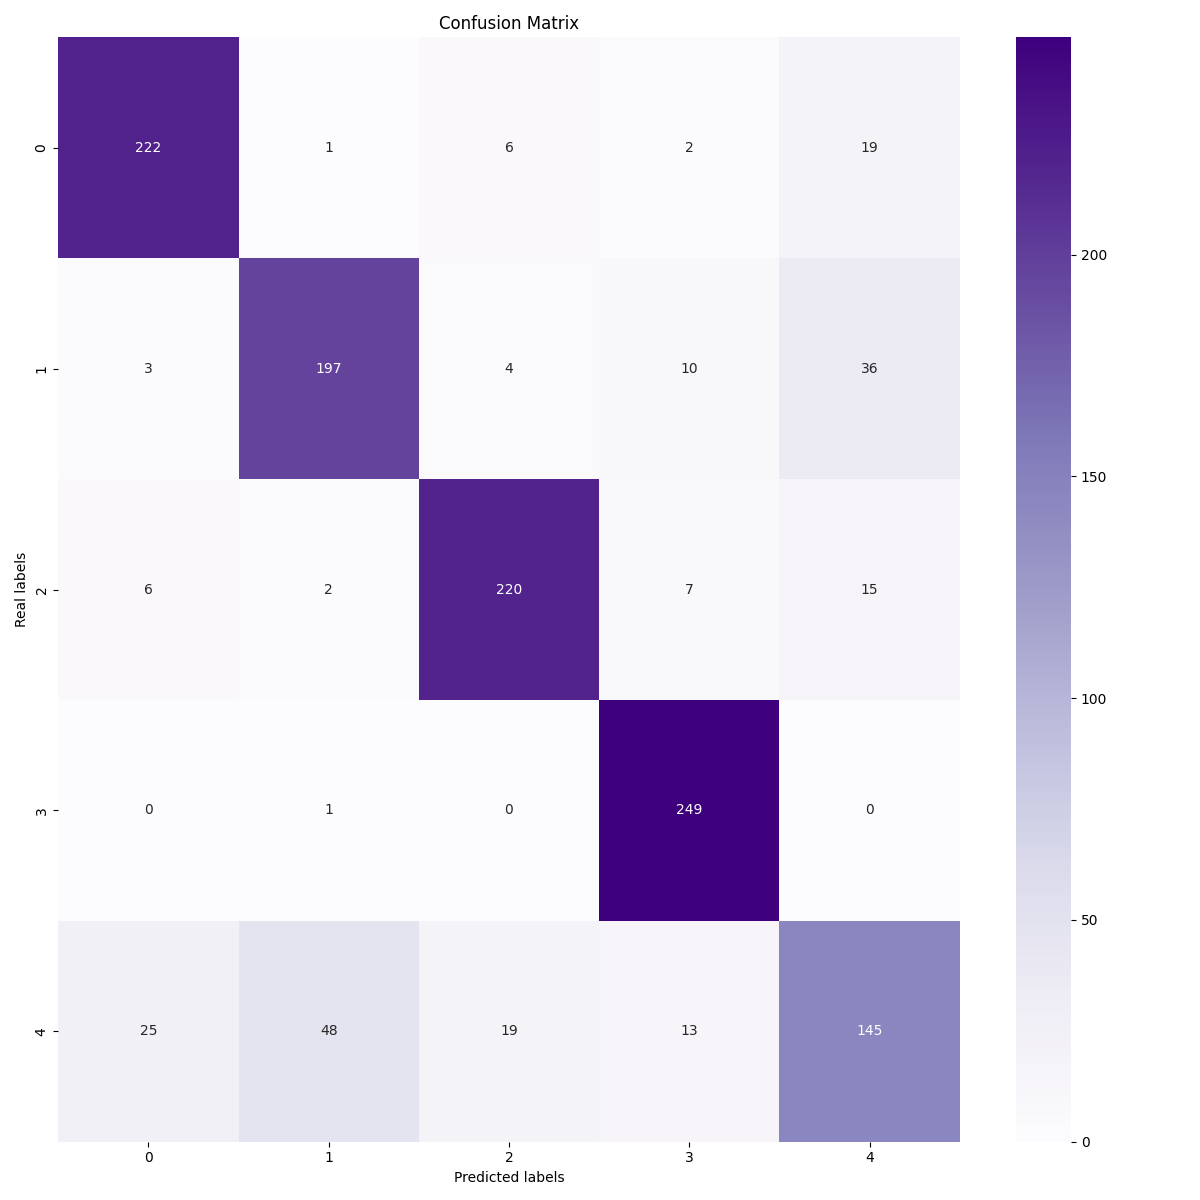 Confusion Matrix
0 222 1 6 2 19
1 3 197 4 10 36
2 6 2 220 7 15
3 0 1 0 249 0
4 25 48 19 13 145
0 1 2 3 4
Real labels
Predicted labels
200
150
100
50
0